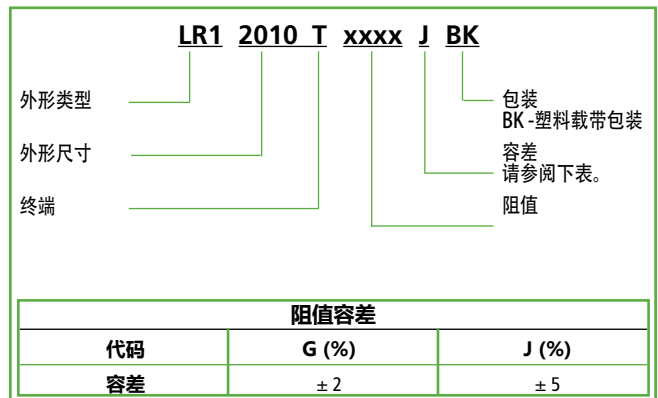 LR1 2010 T xxxx J BK
外形类型
外形尺寸
终端
包装
BK -塑料载带包装
容差
请参阅下表。
阻值
阻值容差
代码 G (%) J (%)
容差 ± 2 ± 5